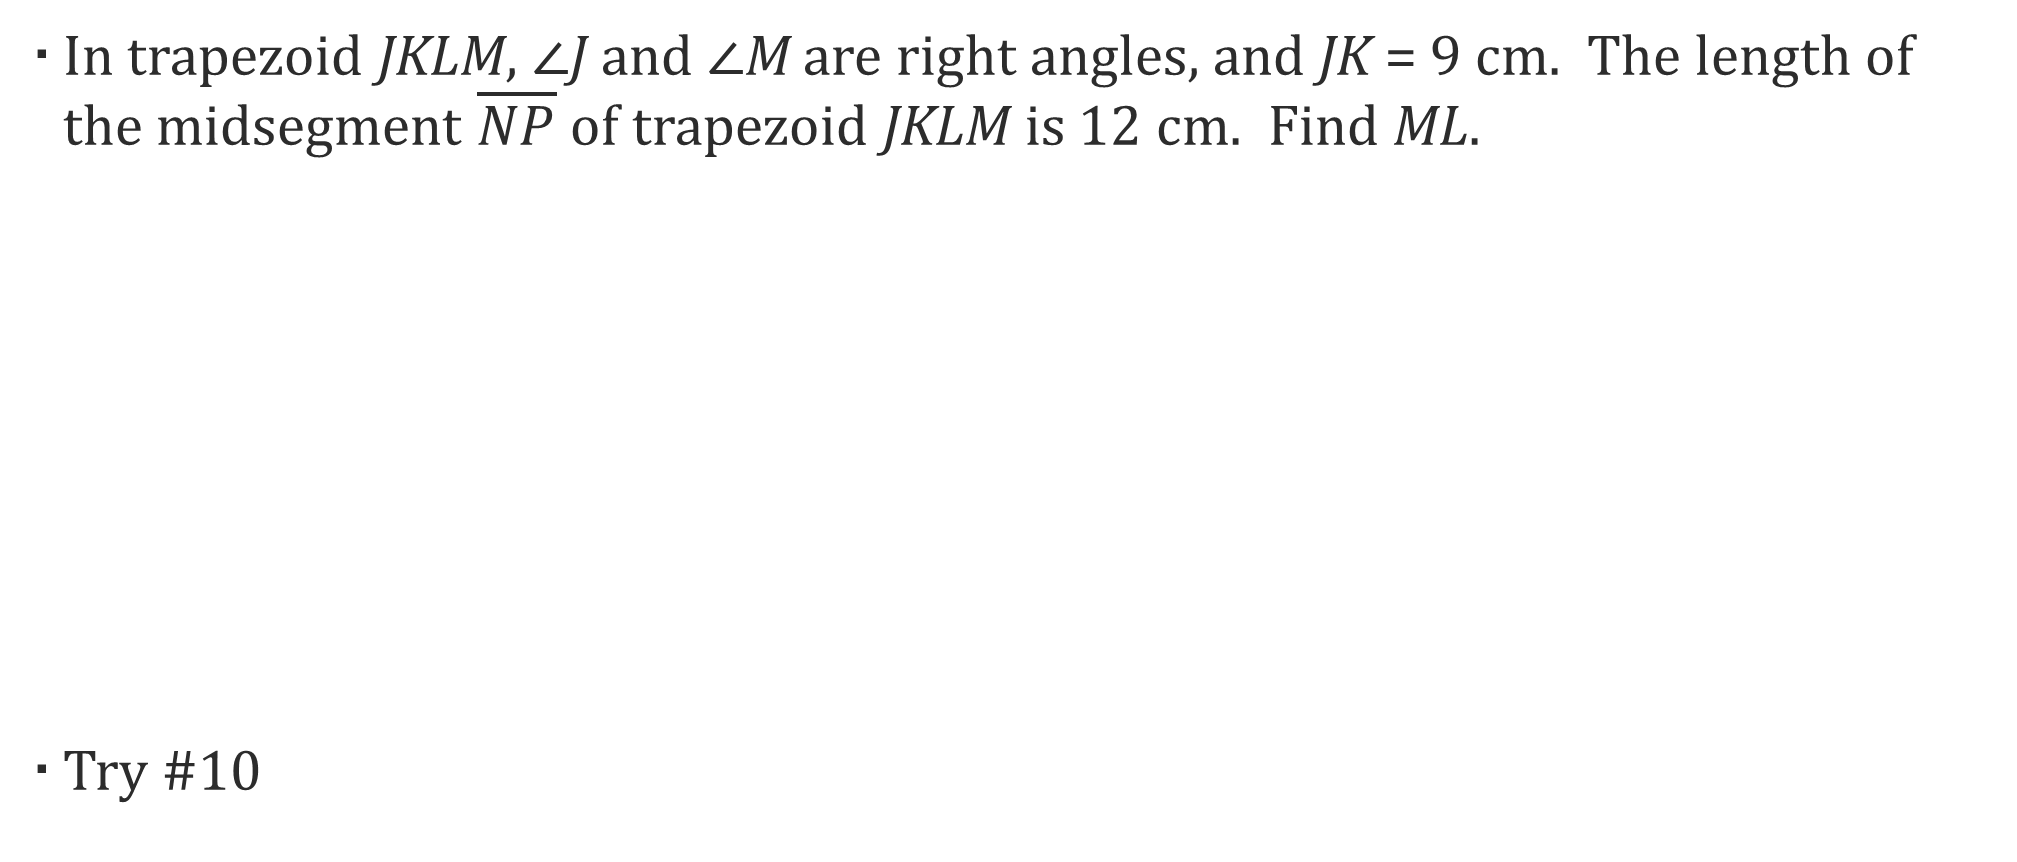 ▪ In trapezoid JKLM, ∠J and ∠M are right angles, and JK = 9 cm.  The length of
the midsegment N̅P̅ of trapezoid JKLM is 12 cm.  Find ML.
▪ Try #10